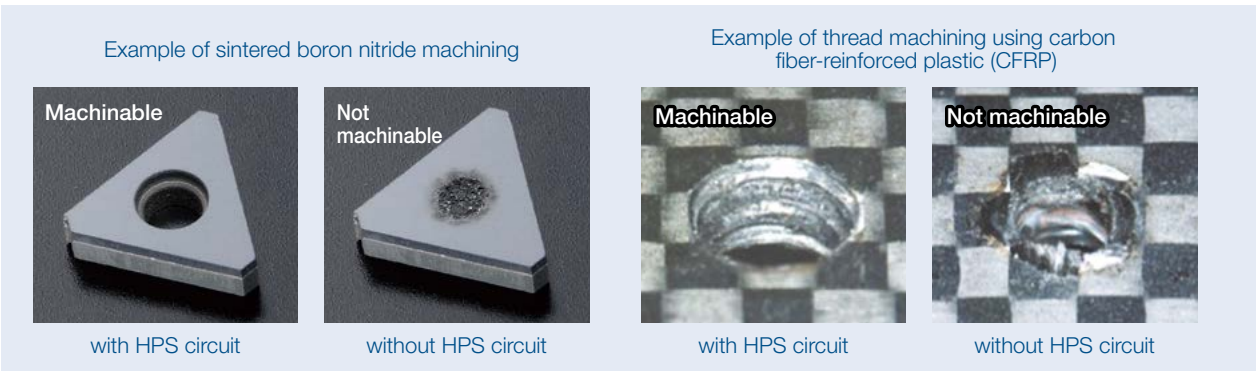 Example of sintered boron nitride machining
Machinable
Not
machinable
with HPS circuit
without HPS circuit
Example of thread machining using carbon
fiber-reinforced plastic (CFRP)
Machinable
Not machinable
with HPS circuit
without HPS circuit